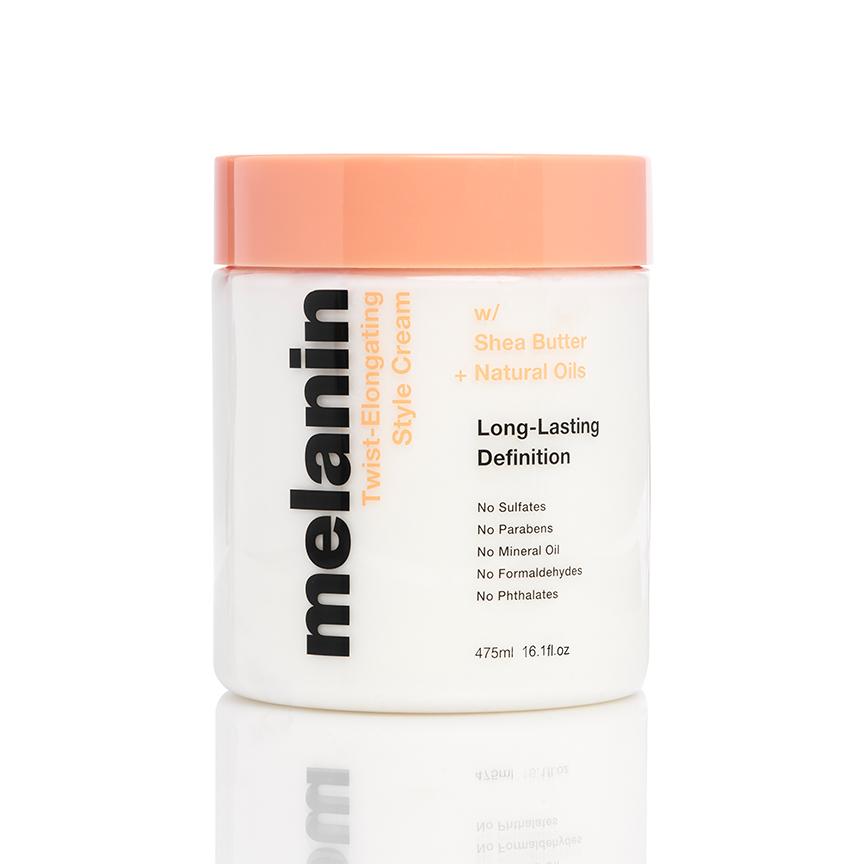 melanin
Twist-Elongating
Style Cream
w/
Shea Butter
+ Natural Oils
Long-Lasting
Definition
No Sulfates
No Parabens
No Mineral Oil
No Formaldehydes
No Phthalates
475ml 16.1fl.oz